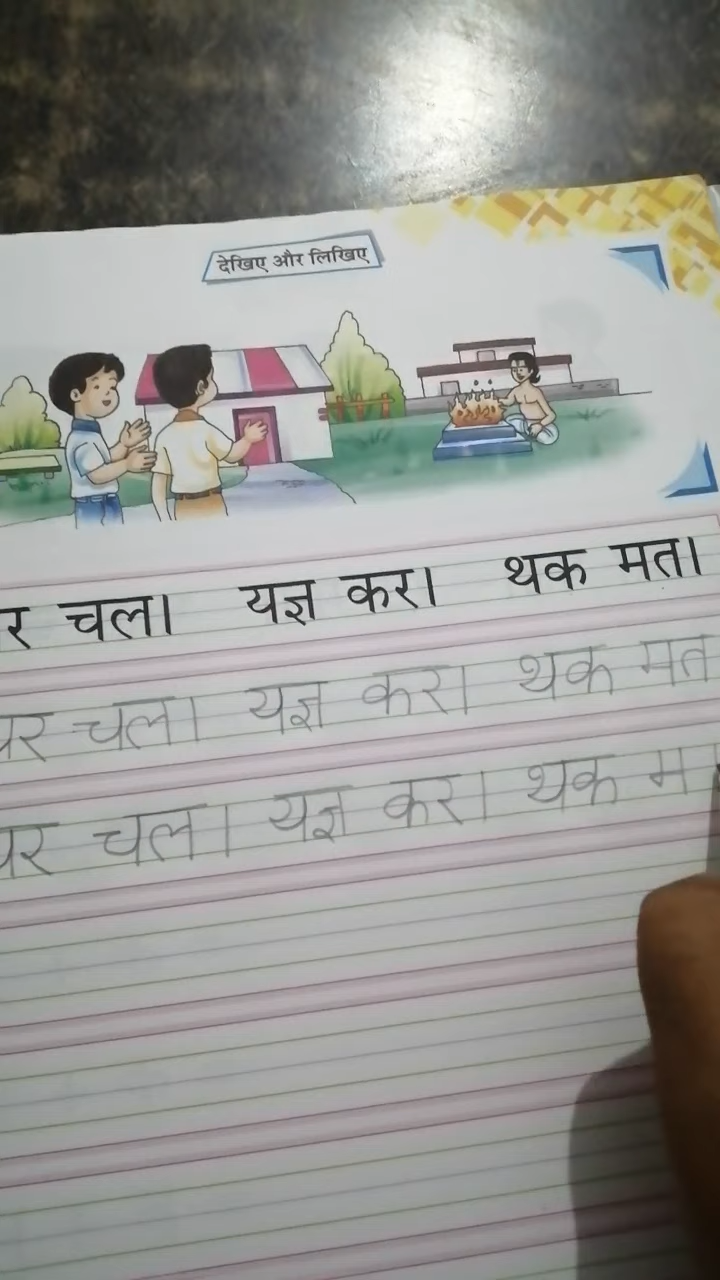 देखिए और लिखिए
र चल। यज्ञ कर। थक मत।
चल। यज्ञ कर। थक मत
चल। यज्ञ कर। थक म